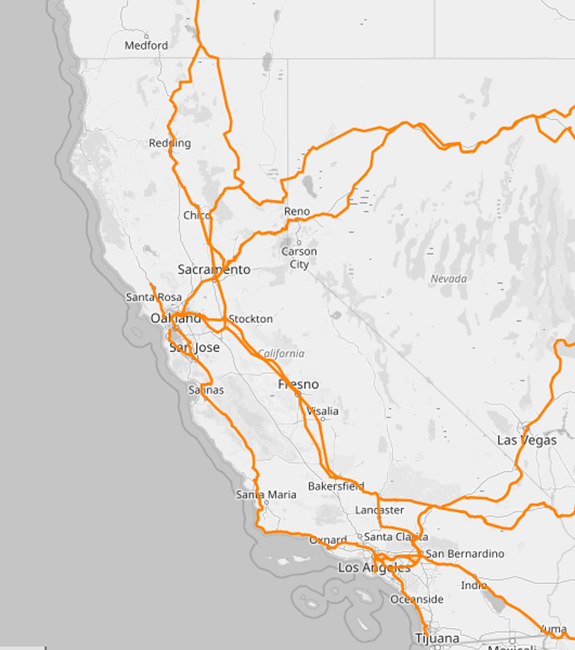 Medford
Redding
Chico
Reno
Carson
City
Sacramento
Nevada
Santa Rosa
Oakland
Stockton
San Jose
California
Fresno
Salinas
Visalia
Las Vegas
Bakersfield
Santa Maria
Lancaster
Oxnard
Santa Clarita
San Bernardino
Los Angeles
Indio
Oceanside
Yuma
Tijuana
Mexicali